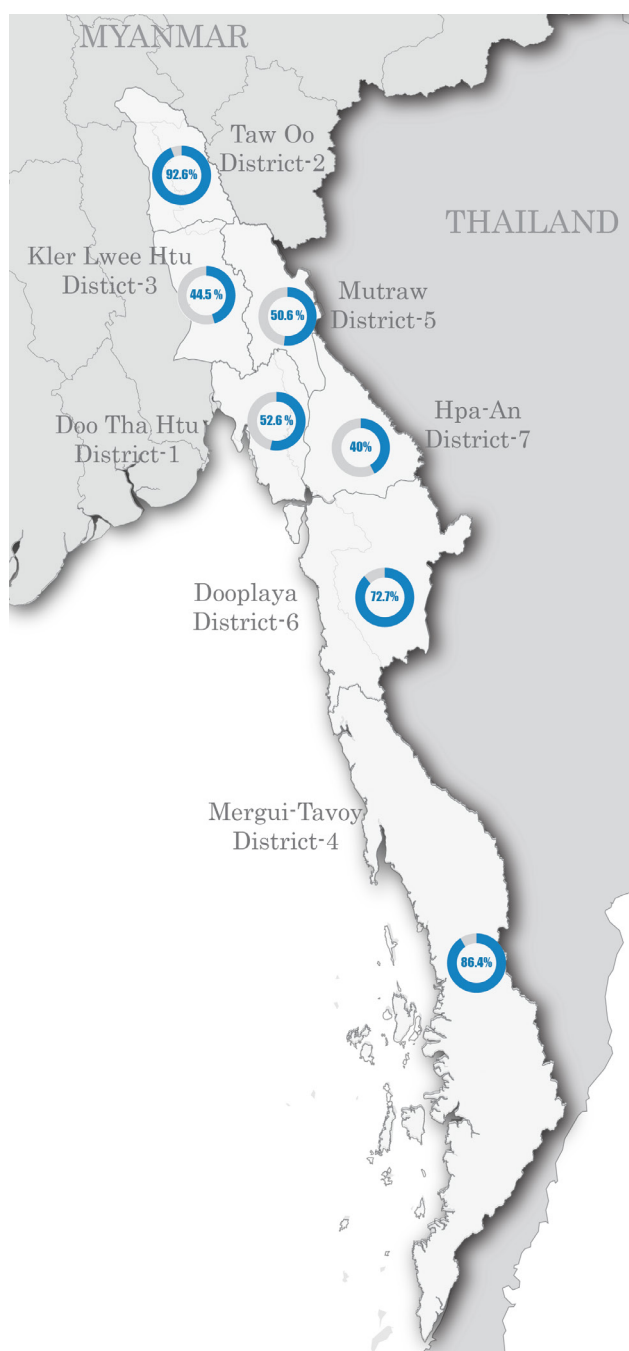 MYANMAR
Taw Oo
District-2
92.6%
THAILAND
Kler Lwee Htu
Distict-3
44.5 %
Mutraw
District-5
50.6 %
Doo Tha Htu
District-1
52.6 %
Hpa-An
District-7
40%
Dooplaya
District-6
72.7%
Mergui-Tavoy
District-4
86.4%